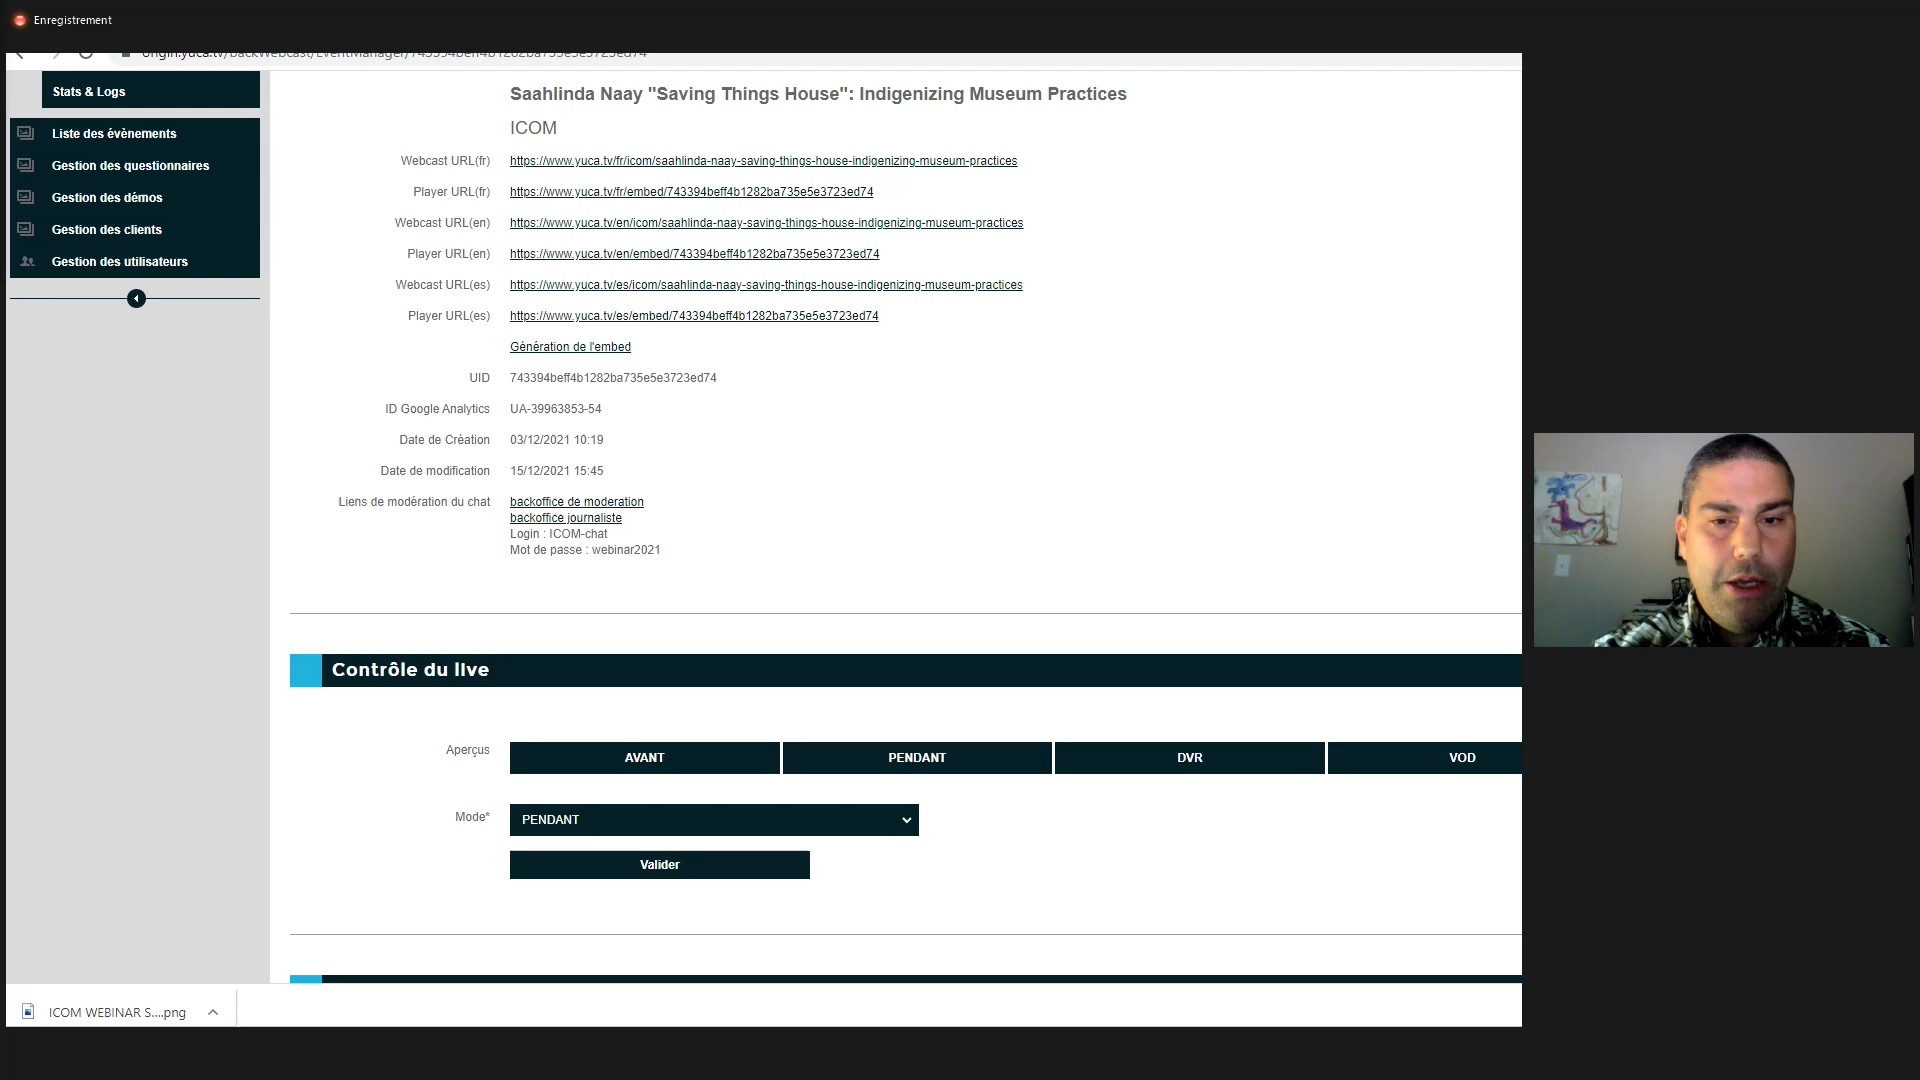 Enregistrement
origin.yuca.tv/backWebcast/EventManager/743394beff4b1282ba735e5e3723ed74
Stats & Logs
Liste des évènements
Gestion des questionnaires
Gestion des démos
Gestion des clients
Gestion des utilisateurs
Saahlinda Naay "Saving Things House": Indigenizing Museum Practices
ICOM
Webcast URL(fr) https://www.yuca.tv/fr/icom/saahlinda-naay-saving-things-house-indigenizing-museum-practices
Player URL(fr) https://www.yuca.tv/fr/embed/743394beff4b1282ba735e5e3723ed74
Webcast URL(en) https://www.yuca.tv/en/icom/saahlinda-naay-saving-things-house-indigenizing-museum-practices
Player URL(en) https://www.yuca.tv/en/embed/743394beff4b1282ba735e5e3723ed74
Webcast URL(es) https://www.yuca.tv/es/icom/saahlinda-naay-saving-things-house-indigenizing-museum-practices
Player URL(es) https://www.yuca.tv/es/embed/743394beff4b1282ba735e5e3723ed74
Génération de l'embed
UID 743394beff4b1282ba735e5e3723ed74
ID Google Analytics UA-39963853-54
Date de Création 03/12/2021 10:19
Date de modification 15/12/2021 15:45
Liens de modération du chat backoffice de moderation
backoffice journaliste
Login : ICOM-chat
Mot de passe : webinar2021
Contrôle du live
Aperçus AVANT PENDANT DVR VOD
Mode* PENDANT
Valider
ICOM WEBINAR S....png